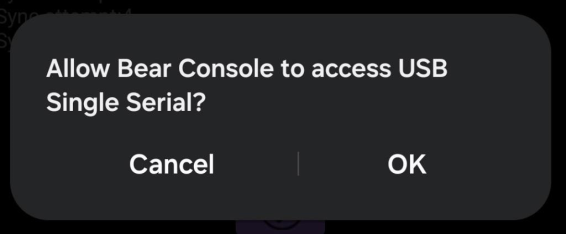 Allow Bear Console to access USB
Single Serial?
Cancel
OK